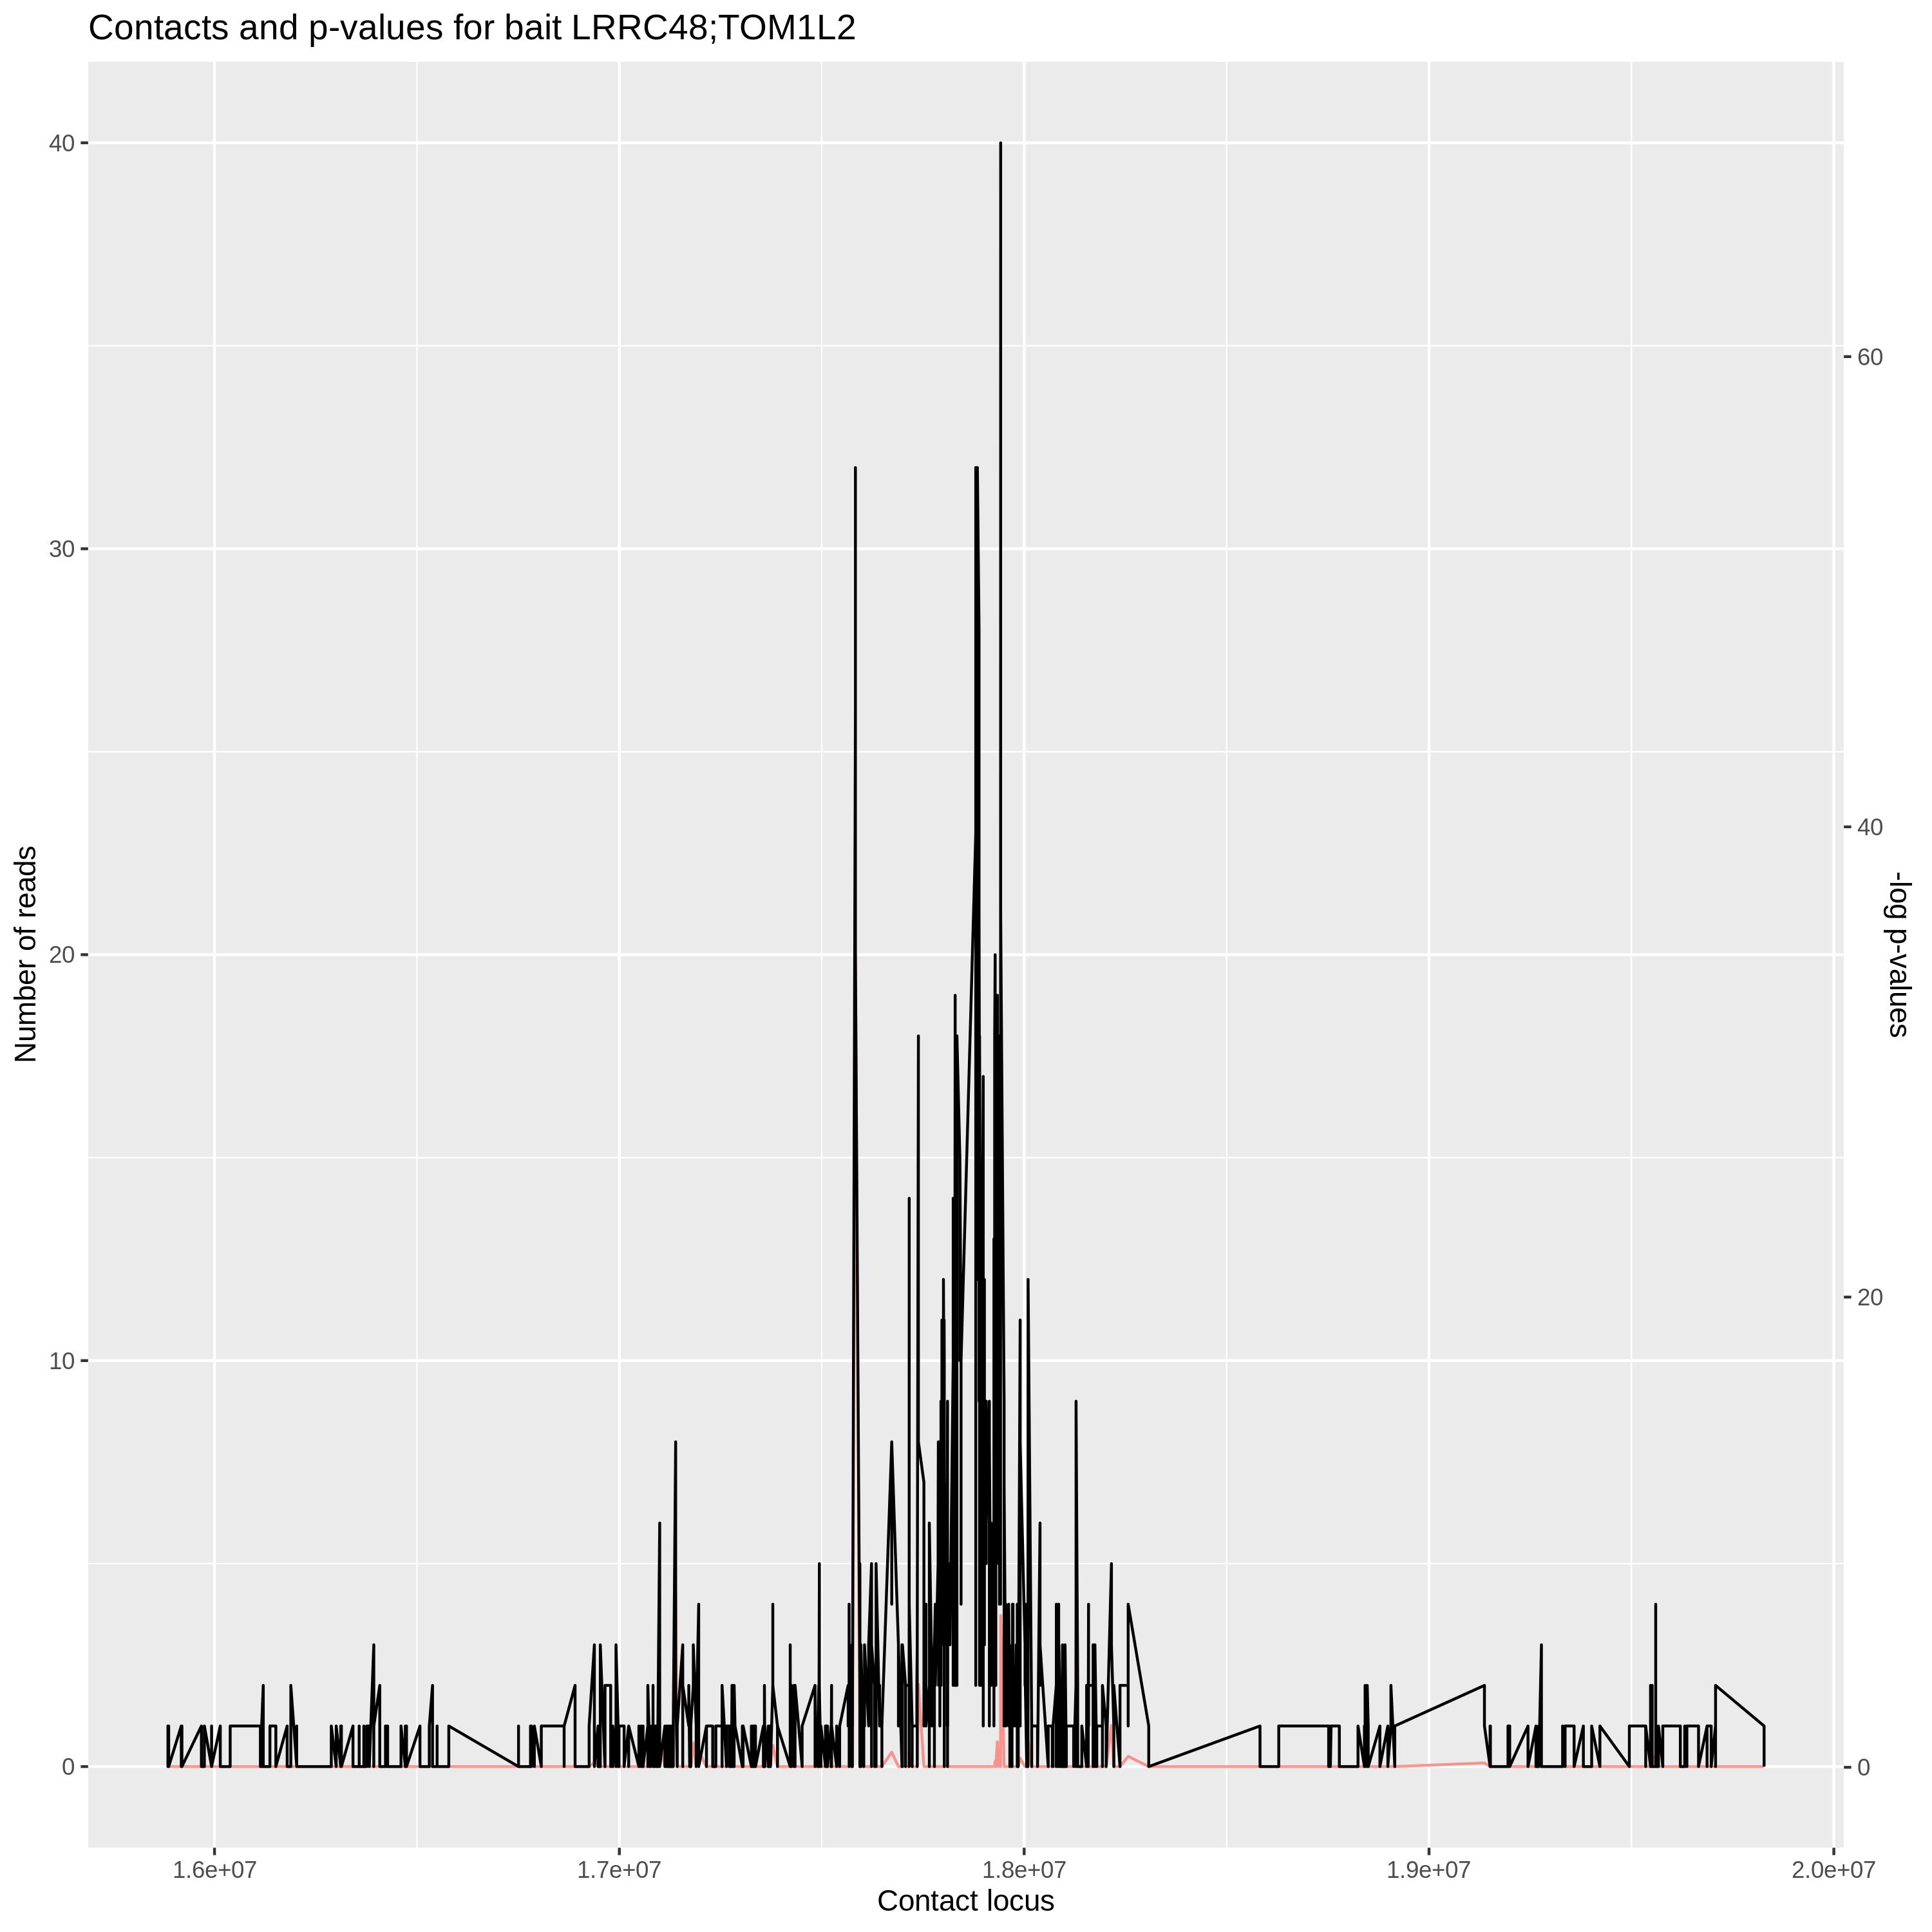 Contacts and p-values for bait LRRC48;TOM1L2
40
30
20
10
0
Number of reads
60
40
20
0
-log p-values
1.6e+07
1.7e+07
1.8e+07
1.9e+07
2.0e+07
Contact locus